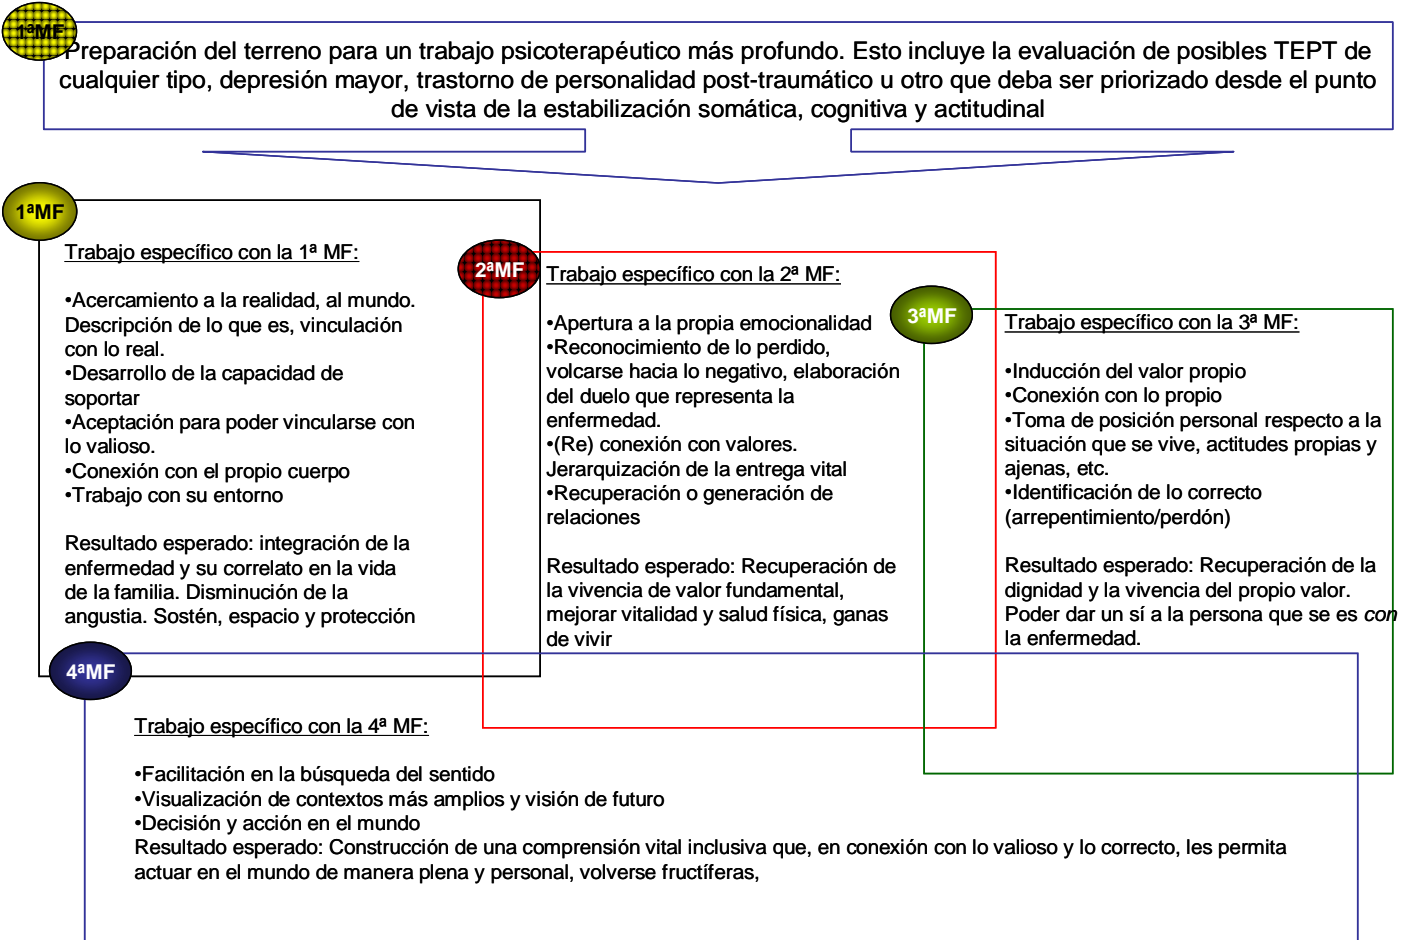 1ªMF
Preparación del terreno para un trabajo psicoterapéutico más profundo. Esto incluye la evaluación de posibles TEPT de
cualquier tipo, depresión mayor, trastorno de personalidad post-traumático u otro que deba ser priorizado desde el punto
de vista de la estabilización somática, cognitiva y actitudinal
1ªMF
Trabajo específico con la 1ª MF:
•Acercamiento a la realidad, al mundo.
Descripción de lo que es, vinculación
con lo real.
•Desarrollo de la capacidad de
soportar
•Aceptación para poder vincularse con
lo valioso.
•Conexión con el propio cuerpo
•Trabajo con su entorno
Resultado esperado: integración de la
enfermedad y su correlato en la vida
de la familia. Disminución de la
angustia. Sostén, espacio y protección
2ªMF
Trabajo específico con la 2ª MF:
•Apertura a la propia emocionalidad
•Reconocimiento de lo perdido,
volcarse hacia lo negativo, elaboración
del duelo que representa la
enfermedad.
•(Re) conexión con valores.
Jerarquización de la entrega vital
•Recuperación o generación de
relaciones
Resultado esperado: Recuperación de
la vivencia de valor fundamental,
mejorar vitalidad y salud física, ganas
de vivir
3ªMF
Trabajo específico con la 3ª MF:
•Inducción del valor propio
•Conexión con lo propio
•Toma de posición personal respecto a la
situación que se vive, actitudes propias y
ajenas, etc.
•Identificación de lo correcto
(arrepentimiento/perdón)
Resultado esperado: Recuperación de la
dignidad y la vivencia del propio valor.
Poder dar un sí a la persona que se es con
la enfermedad.
4ªMF
Trabajo específico con la 4ª MF:
•Facilitación en la búsqueda del sentido
•Visualización de contextos más amplios y visión de futuro
•Decisión y acción en el mundo
Resultado esperado: Construcción de una comprensión vital inclusiva que, en conexión con lo valioso y lo correcto, les permita
actuar en el mundo de manera plena y personal, volverse fructíferas,